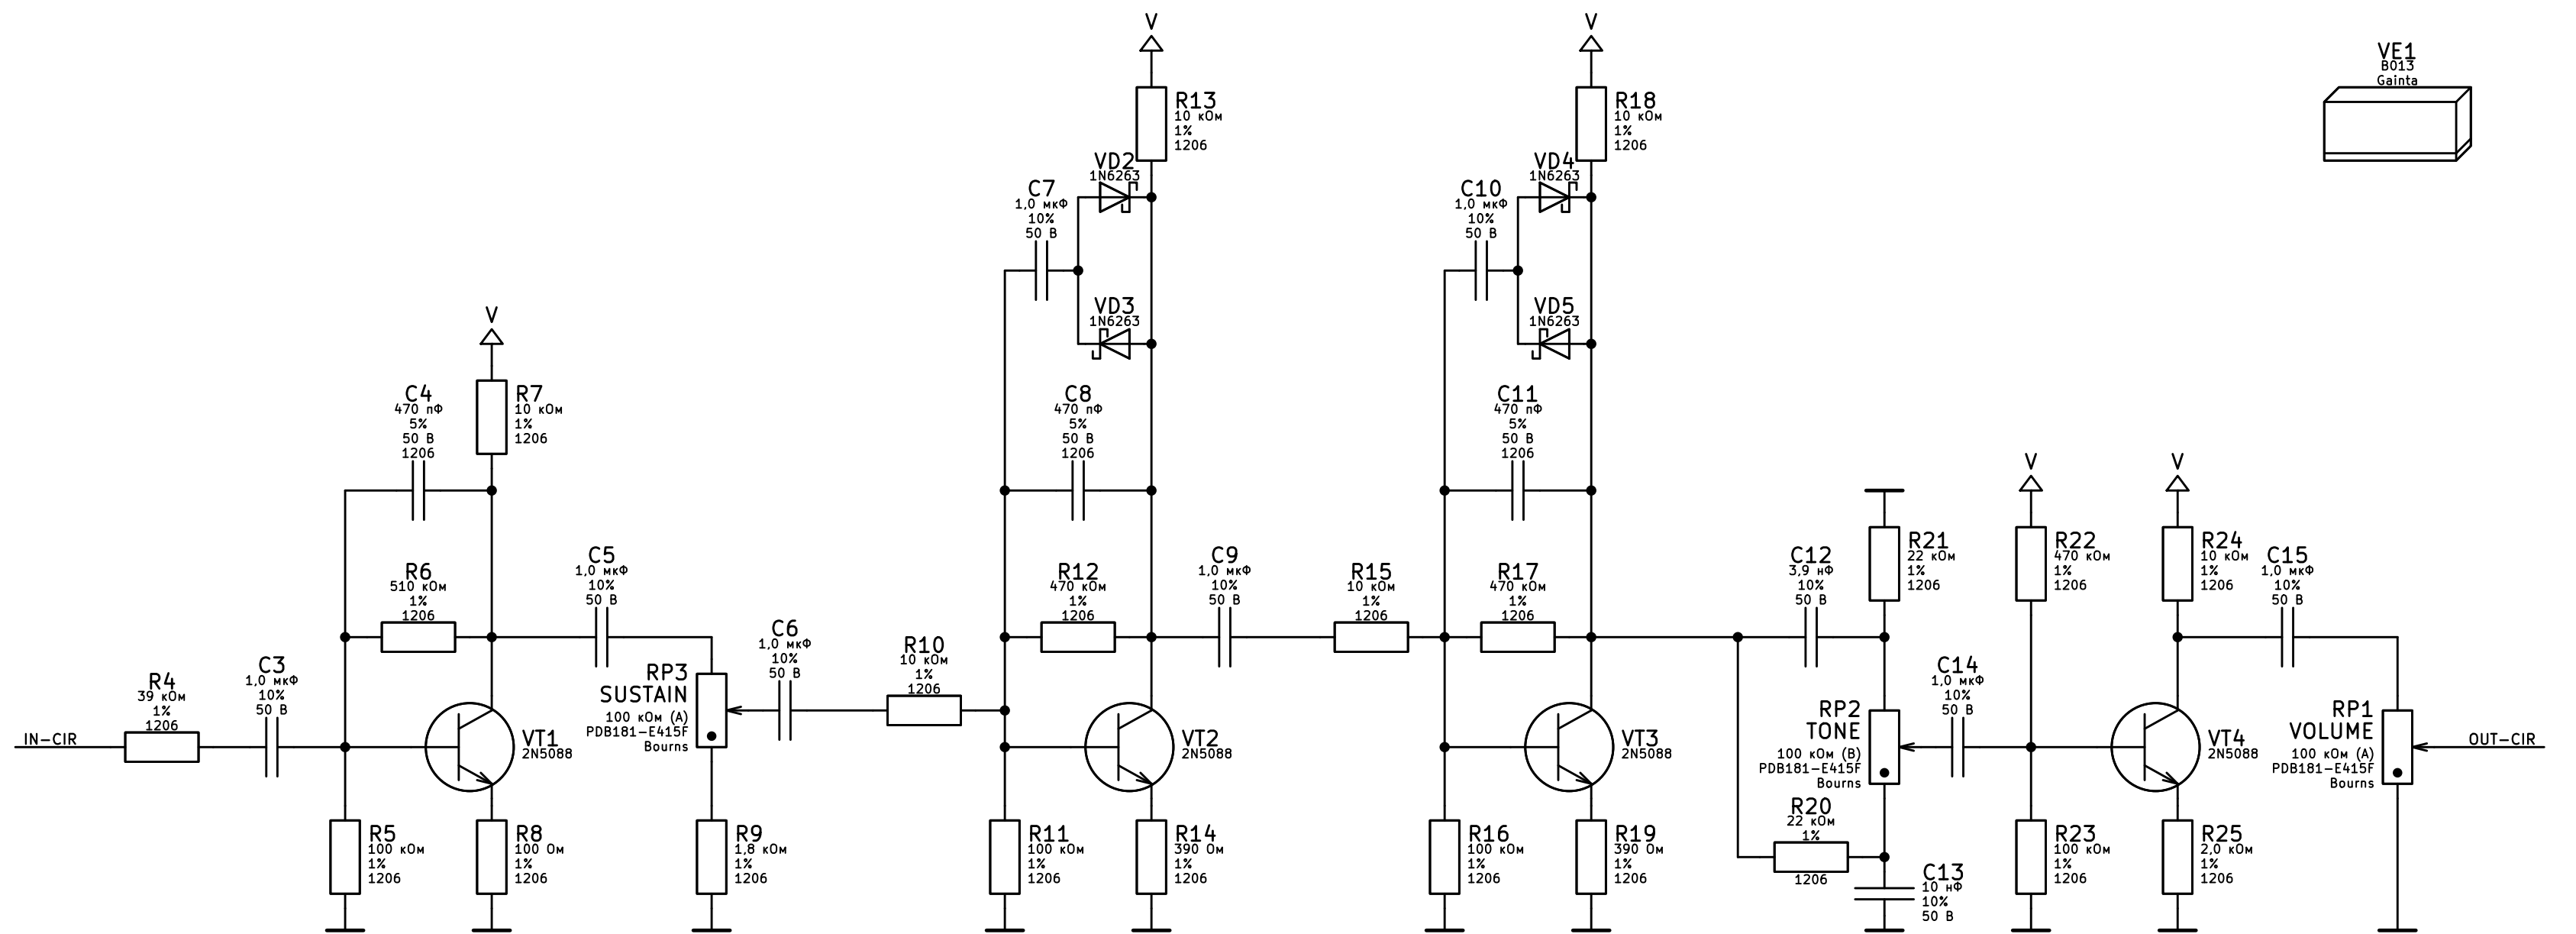 IN-CIR
R4
39 кОм
1%
1206
C3
1,0 мкФ
10%
50 В
C4
470 пФ
5%
50 В
1206
V
R7
10 кОм
1%
1206
R6
510 кОм
1%
1206
VT1
2N5088
R5
100 кОм
1%
1206
R8
100 Ом
1%
1206
C5
1,0 мкФ
10%
50 В
RP3
SUSTAIN
100 кОм (A)
PDB181-E415F
Bourns
R9
1,8 кОм
1%
1206
C6
1,0 мкФ
10%
50 В
R10
10 кОм
1%
1206
V
R13
10 кОм
1%
1206
VD2
1N6263
C7
1,0 мкФ
10%
50 В
VD3
1N6263
C8
470 пФ
5%
50 В
1206
R12
470 кОм
1%
1206
VT2
2N5088
R11
100 кОм
1%
1206
R14
390 Ом
1%
1206
C9
1,0 мкФ
10%
50 В
R15
10 кОм
1%
1206
V
R18
10 кОм
1%
1206
VD4
1N6263
C10
1,0 мкФ
10%
50 В
VD5
1N6263
C11
470 пФ
5%
50 В
1206
R17
470 кОм
1%
1206
VT3
2N5088
R16
100 кОм
1%
1206
R19
390 Ом
1%
1206
C12
3,9 нФ
10%
50 В
R21
22 кОм
1%
1206
RP2
TONE
100 кОм (B)
PDB181-E415F
Bourns
R20
22 кОм
1%
1206
C13
10 нФ
10%
50 В
C14
1,0 мкФ
10%
50 В
V
R22
470 кОм
1%
1206
R23
100 кОм
1%
1206
V
R24
10 кОм
1%
1206
VT4
2N5088
R25
2,0 кОм
1%
1206
C15
1,0 мкФ
10%
50 В
RP1
VOLUME
100 кОм (A)
PDB181-E415F
Bourns
OUT-CIR
VE1
B013
Gainta